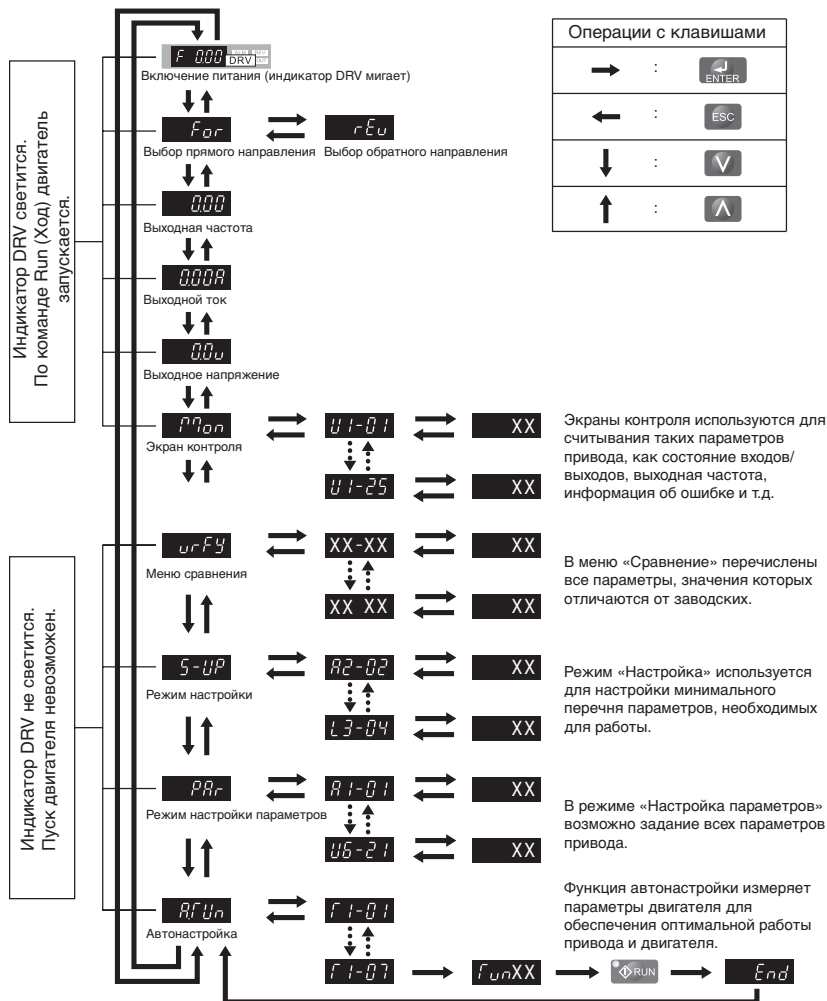 Операции с клавишами
: ENTER
: ESC
: V
: Λ
Индикатор DRV светится.
По команде Run (Ход) двигатель
запускается.
F 0.00 DRV
Включение питания (индикатор DRV мигает)
For rEv
Выбор прямого направления Выбор обратного направления
0.00
Выходная частота
0.00A
Выходной ток
0.0v
Выходное напряжение
Mon U1-01 XX
Экран контроля
U1-25 XX
Экраны контроля используются для
считывания таких параметров
привода, как состояние входов/
выходов, выходная частота,
информация об ошибке и т.д.
Индикатор DRV не светится.
Пуск двигателя невозможен.
vrFY XX-XX XX
Меню сравнения
XX XX XX
В меню «Сравнение» перечислены
все параметры, значения которых
отличаются от заводских.
S-UP A2-02 XX
Режим настройки
L3-04 XX
Режим «Настройка» используется
для настройки минимального
перечня параметров, необходимых
для работы.
PAr A1-01 XX
Режим настройки параметров
U6-21 XX
В режиме «Настройка параметров»
возможно задание всех параметров
привода.
A.TUn T1-01
Автонастройка
T1-07 TunXX RUN End
Функция автонастройки измеряет
параметры двигателя для
обеспечения оптимальной работы
привода и двигателя.